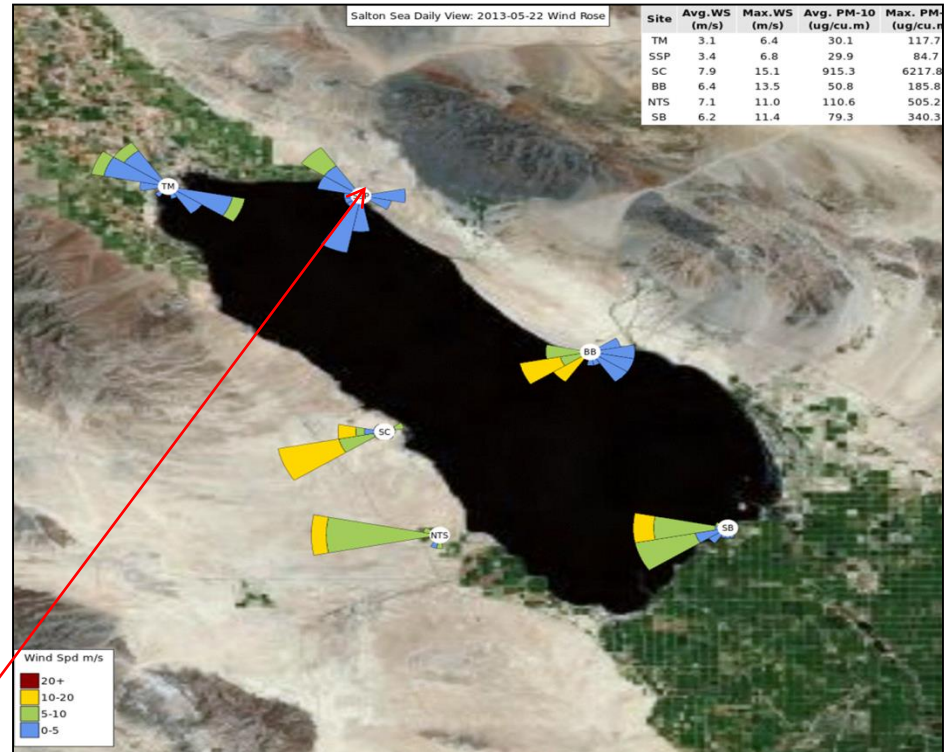 Salton Sea Daily View: 2013-05-22 Wind Rose
Site Avg.WS (m/s) Max.WS (m/s) Avg. PM-10 (ug/cu.m) Max. PM- (ug/cu.m
TM 3.1 6.4 30.1 117.7
SSP 3.4 6.8 29.9 84.7
SC 7.9 15.1 915.3 6217.8
BB 6.4 13.5 50.8 185.8
NTS 7.1 11.0 110.6 505.2
SB 6.2 11.4 79.3 340.3
TM
BB
SC
SB
NTS
Wind Spd m/s
20+
10-20
5-10
0-5